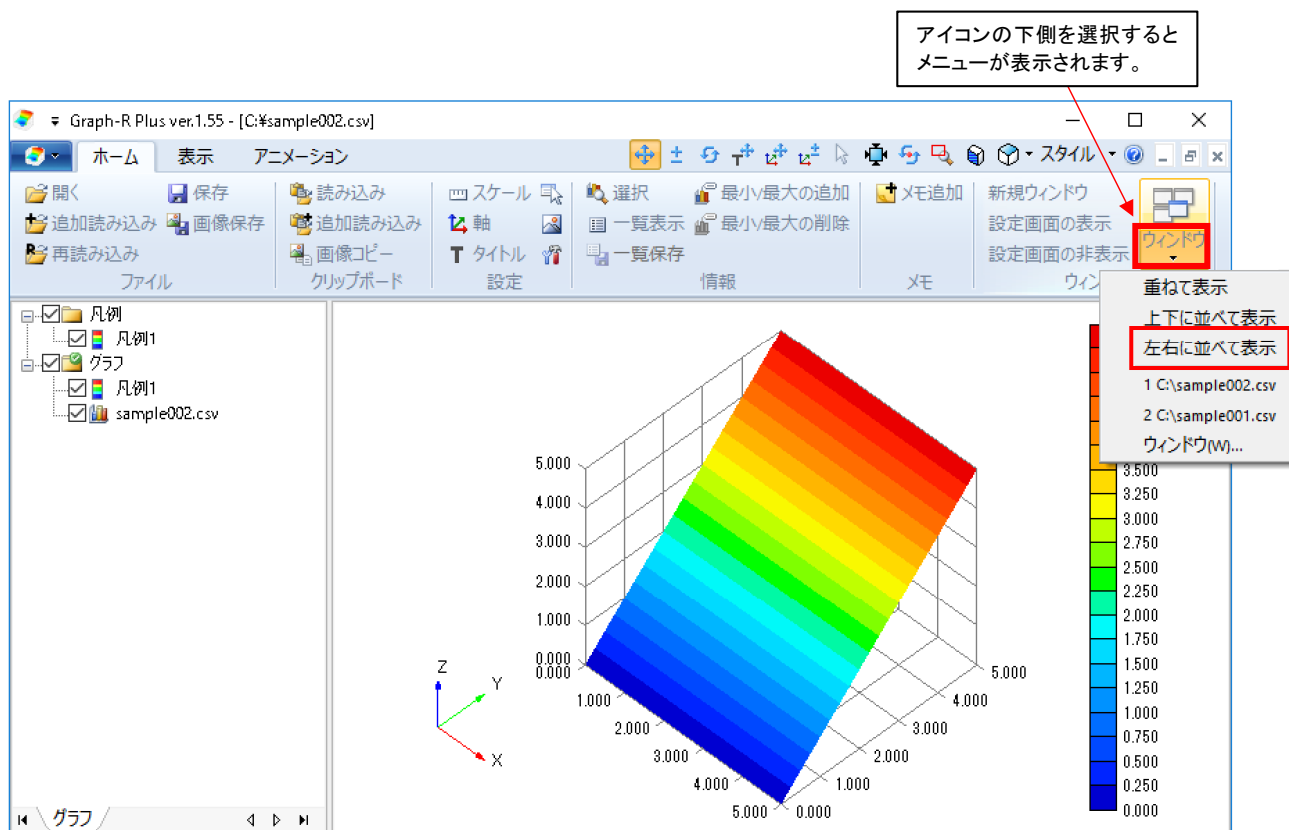 アイコンの下側を選択すると
メニューが表示されます。
Graph-R Plus ver.1.55 - [C:¥sample002.csv]
ホーム 表示 アニメーション スタイル
開く 保存 読み込み スケール 選択 最小/最大の追加 メモ追加 新規ウィンドウ
追加読み込み 画像保存 追加読み込み 軸 一覧表示 最小/最大の削除 設定画面の表示
再読み込み 画像コピー タイトル 一覧保存 設定画面の非表示 ウィンドウ
ファイル クリップボード 設定 情報 メモ ウィン
重ねて表示
上下に並べて表示
左右に並べて表示
1 C:\sample002.csv
2 C:\sample001.csv
ウィンドウ(W)...
凡例
凡例1
グラフ
凡例1
sample002.csv
グラフ
5.000
4.000
3.000
2.000
1.000
0.000
0.000
1.000
2.000
3.000
4.000
5.000
0.000
1.000
2.000
3.000
4.000
5.000
Z
Y
X
3.500
3.250
3.000
2.750
2.500
2.250
2.000
1.750
1.500
1.250
1.000
0.750
0.500
0.250
0.000